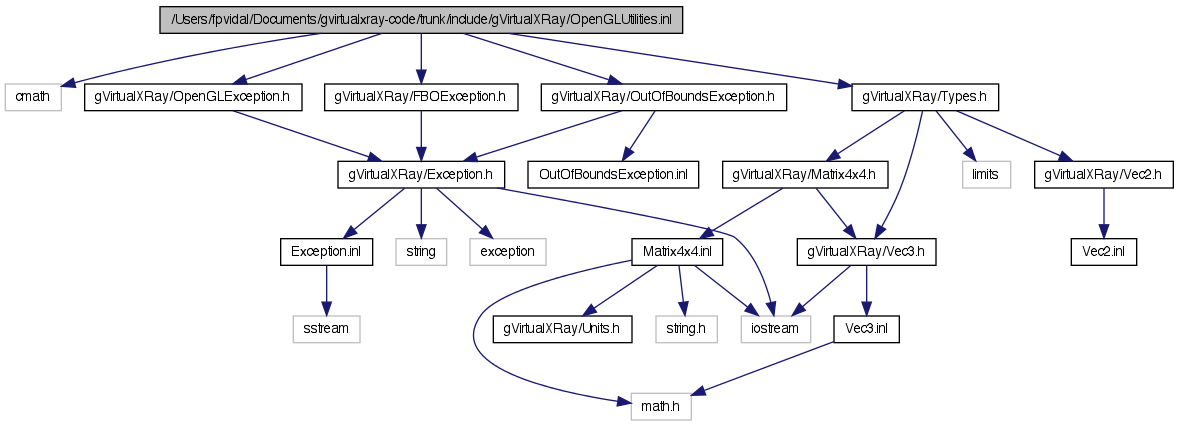 /Users/fpvidal/Documents/gvirtualxray-code/trunk/include/gVirtualXRay/OpenGLUtilities.inl
cmath
gVirtualXRay/OpenGLException.h
gVirtualXRay/FBOException.h
gVirtualXRay/OutOfBoundsException.h
gVirtualXRay/Types.h
gVirtualXRay/Exception.h
OutOfBoundsException.inl
gVirtualXRay/Matrix4x4.h
limits
gVirtualXRay/Vec2.h
Exception.inl
string
exception
Matrix4x4.inl
gVirtualXRay/Vec3.h
Vec2.inl
sstream
gVirtualXRay/Units.h
string.h
iostream
Vec3.inl
math.h